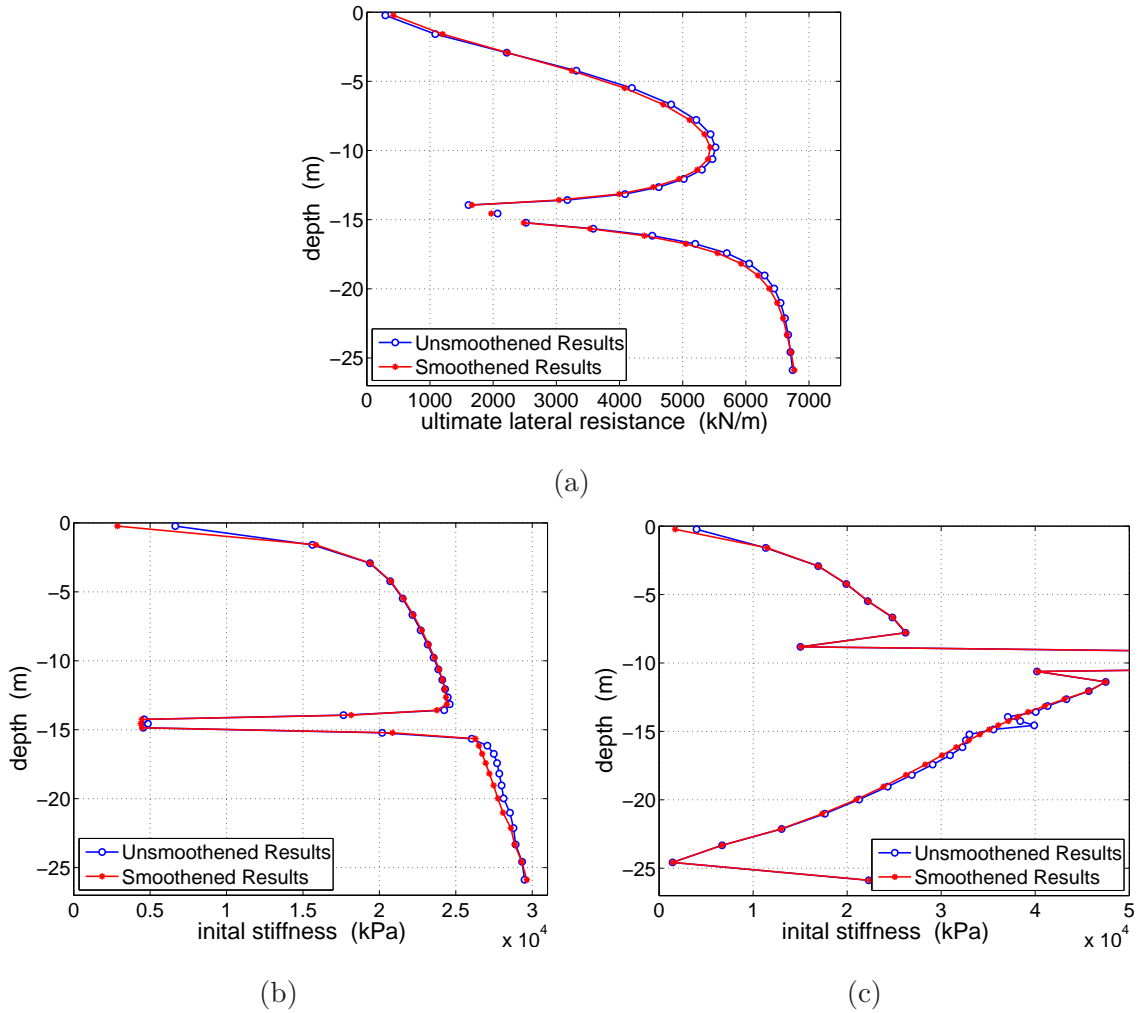 0
−5
−10
−15
−20
−25
depth (m)
Unsmoothened Results
Smoothened Results
0 1000 2000 3000 4000 5000 6000 7000
ultimate lateral resistance (kN/m)
(a)
0
−5
−10
−15
−20
−25
depth (m)
Unsmoothened Results
Smoothened Results
0 0.5 1 1.5 2 2.5 3
inital stiffness (kPa)
x 10^4
(b)
0
−5
−10
−15
−20
−25
depth (m)
Unsmoothened Results
Smoothened Results
0 1 2 3 4 5
inital stiffness (kPa)
x 10^4
(c)